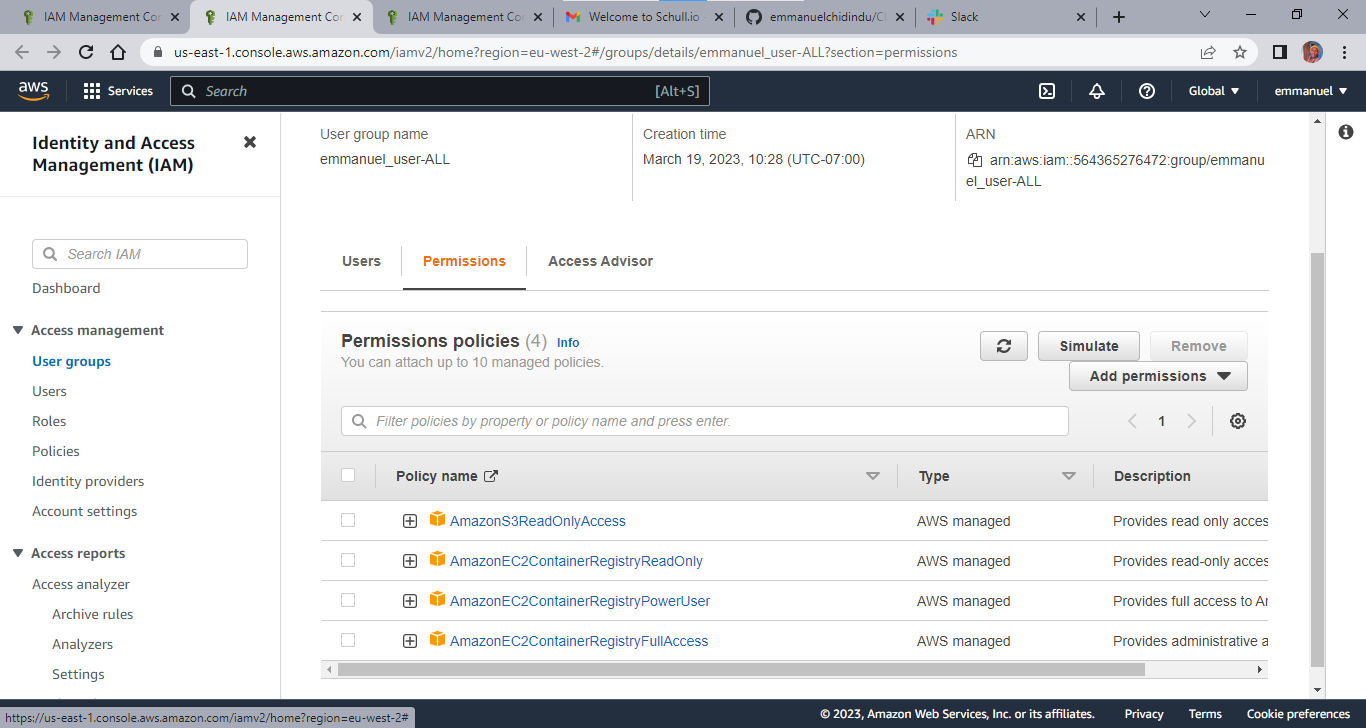 IAM Management Co
IAM Management Co
IAM Management Co
Welcome to Schull.io
emmanuelchidindu/C
Slack
us-east-1.console.aws.amazon.com/iamv2/home?region=eu-west-2#/groups/details/emmanuel_user-ALL?section=permissions
aws
Services
Search
[Alt+S]
Global
emmanuel
Identity and Access
Management (IAM)
Search IAM
Dashboard
Access management
User groups
Users
Roles
Policies
Identity providers
Account settings
Access reports
Access analyzer
Archive rules
Analyzers
Settings
User group name
emmanuel_user-ALL
Creation time
March 19, 2023, 10:28 (UTC-07:00)
ARN
arn:aws:iam::564365276472:group/emmanu
el_user-ALL
Users
Permissions
Access Advisor
Permissions policies (4) Info
You can attach up to 10 managed policies.
Simulate
Remove
Add permissions
Filter policies by property or policy name and press enter.
1
Policy name
Type
Description
AmazonS3ReadOnlyAccess
AWS managed
Provides read only acces
AmazonEC2ContainerRegistryReadOnly
AWS managed
Provides read-only acces
AmazonEC2ContainerRegistryPowerUser
AWS managed
Provides full access to Ar
AmazonEC2ContainerRegistryFullAccess
AWS managed
Provides administrative a
https://us-east-1.console.aws.amazon.com/iamv2/home?region=eu-west-2#
© 2023, Amazon Web Services, Inc. or its affiliates.
Privacy
Terms
Cookie preferences